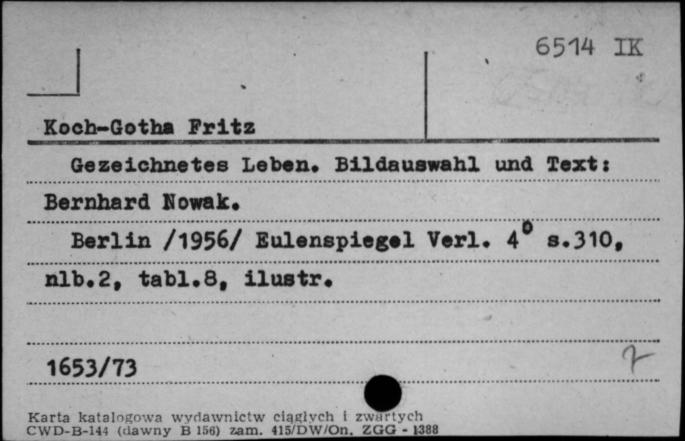 6514 IK
Koch-Gotha Fritz
Gezeichnetes Leben. Bildauswahl und Text:
Bernhard Nowak.
Berlin /1956/ Eulenspiegel Verl. 4° s.310,
nlb.2, tabl.8, ilustr.
1653/73
Karta katalogowa wydawnictw ciągłych i zwartych
CWD-B-144 (dawny B 156) zam. 415/DW/On. ZGG - 1388